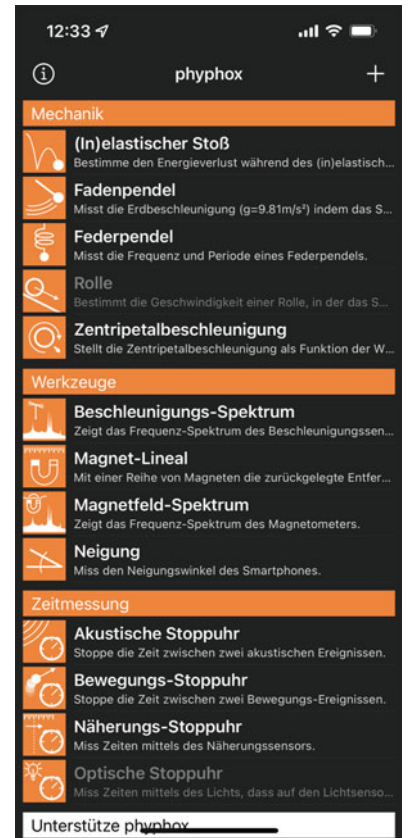 12:33
phyphox
Mechanik
(In)elastischer Stoß
Bestimme den Energieverlust während des (in)elastisch...
Fadenpendel
Misst die Erdbeschleunigung (g=9.81m/s²) indem das S...
Federpendel
Misst die Frequenz und Periode eines Federpendels.
Rolle
Bestimmt die Geschwindigkeit einer Rolle, in der das S...
Zentripetalbeschleunigung
Stellt die Zentripetalbeschleunigung als Funktion der W...
Werkzeuge
Beschleunigungs-Spektrum
Zeigt das Frequenz-Spektrum des Beschleunigungssen...
Magnet-Lineal
Mit einer Reihe von Magneten die zurückgelegte Entfer...
Magnetfeld-Spektrum
Zeigt das Frequenz-Spektrum des Magnetometers.
Neigung
Miss den Neigungswinkel des Smartphones.
Zeitmessung
Akustische Stoppuhr
Stoppe die Zeit zwischen zwei akustischen Ereignissen.
Bewegungs-Stoppuhr
Stoppe die Zeit zwischen zwei Bewegungs-Ereignissen.
Näherungs-Stoppuhr
Miss Zeiten mittels des Näherungssensors.
Optische Stoppuhr
Miss Zeiten mittels des Lichts, dass auf den Lichtsenso...
Unterstütze phyphox